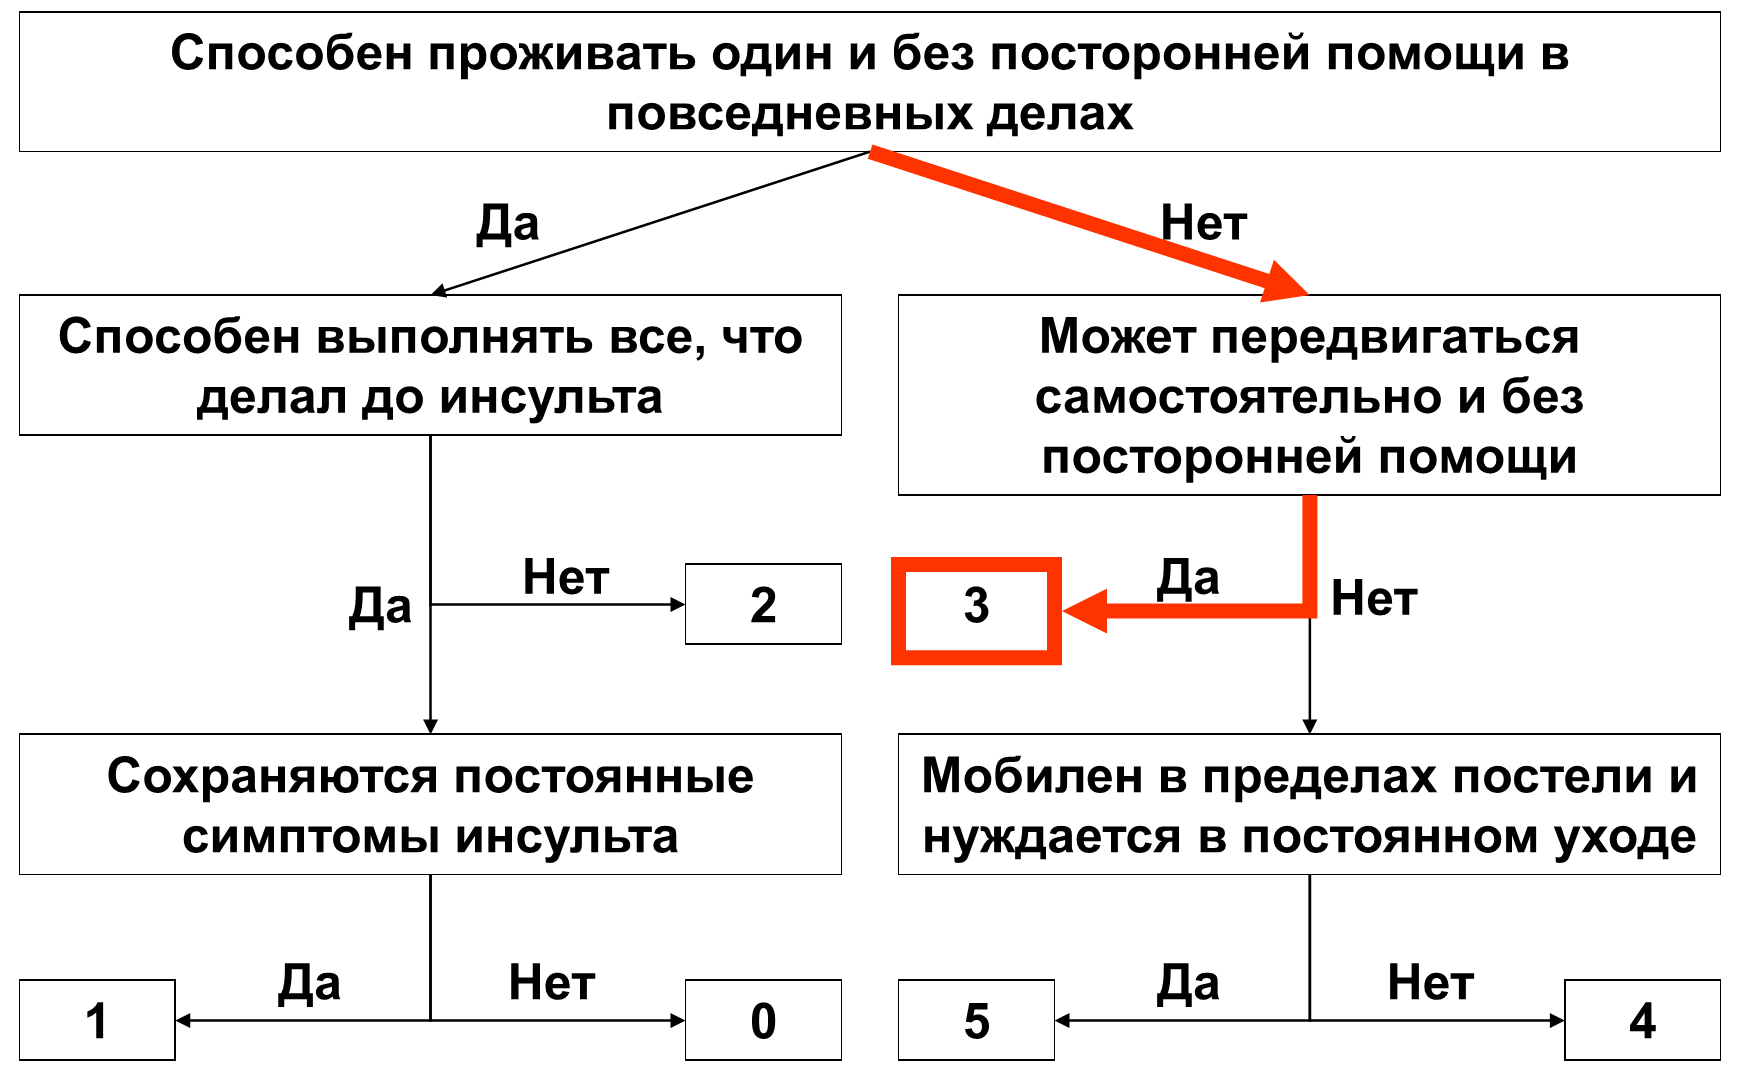 Способен проживать один и без посторонней помощи в
повседневных делах
Да
Нет
Способен выполнять все, что
делал до инсульта
Может передвигаться
самостоятельно и без
посторонней помощи
Да
Нет
2
3
Да
Нет
Сохраняются постоянные
симптомы инсульта
Мобилен в пределах постели и
нуждается в постоянном уходе
1
Да
Нет
0
5
Да
Нет
4